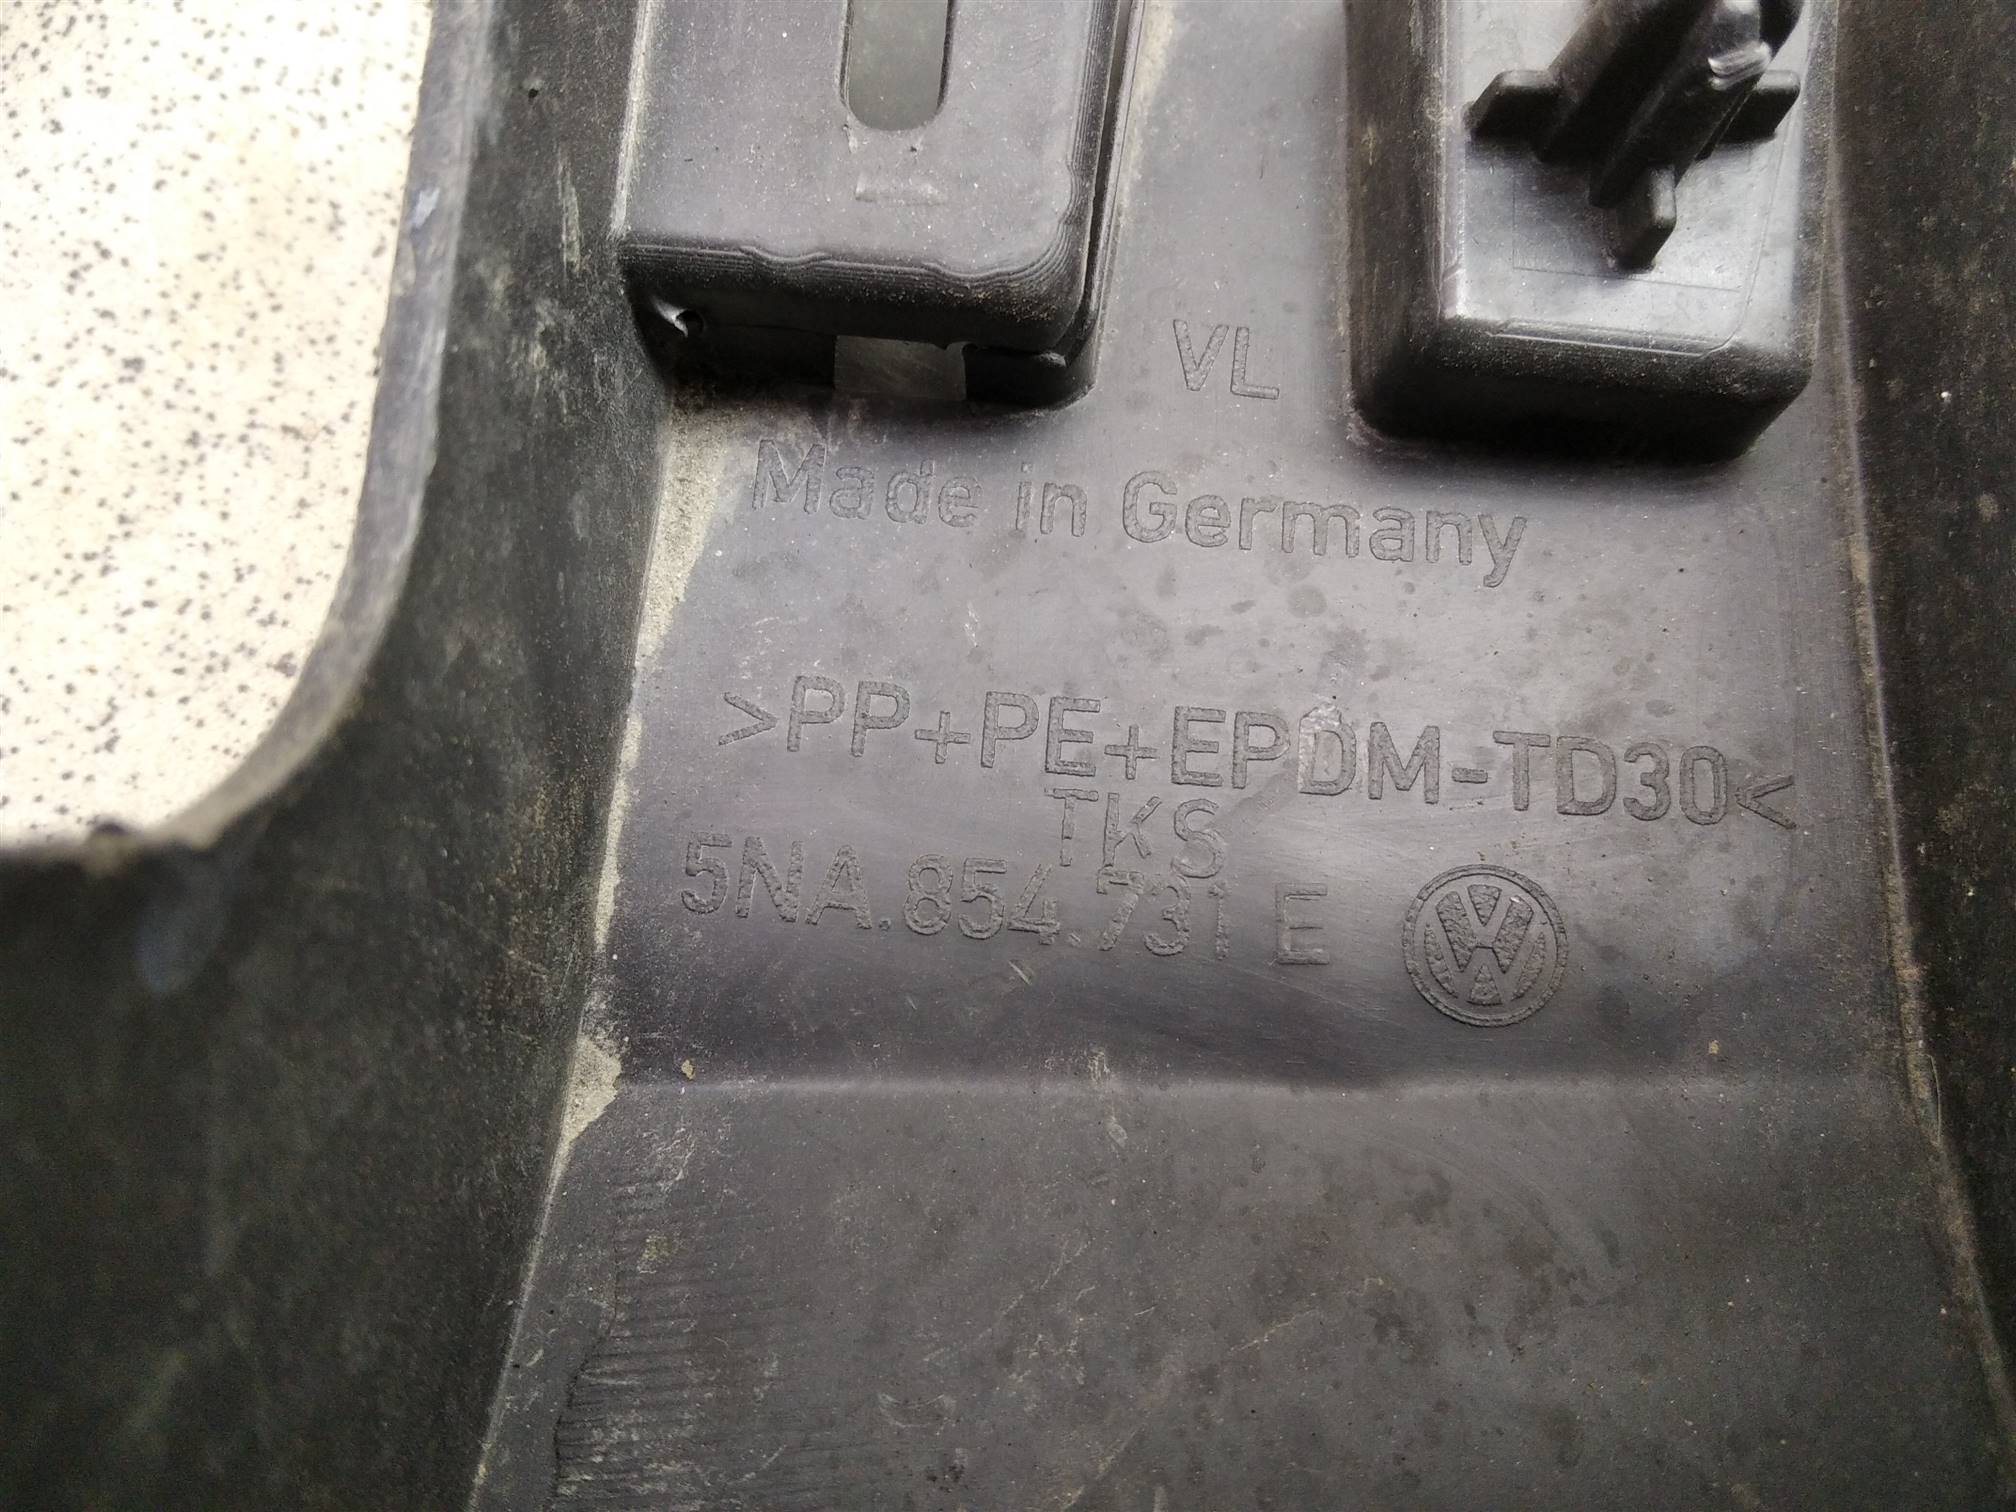 VL
Made in Germany
>PP+PE+EPDM-TD30<
TKS
5NA.854.731 E